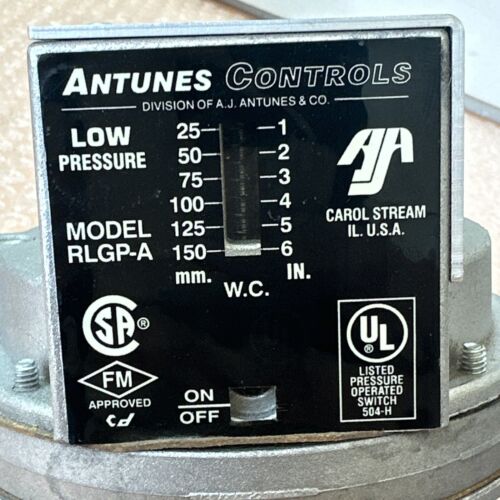 ANTUNES CONTROLS
DIVISION OF A.J. ANTUNES & CO.
LOW
PRESSURE
MODEL
RLGP-A
25 1
50 2
75 3
100 4
125 5
150 6
mm. IN.
W.C.
AJA
CAROL STREAM
IL. U.S.A.
SA ®
FM
APPROVED
ON
OFF
UL ®
LISTED
PRESSURE
OPERATED
SWITCH
504-H